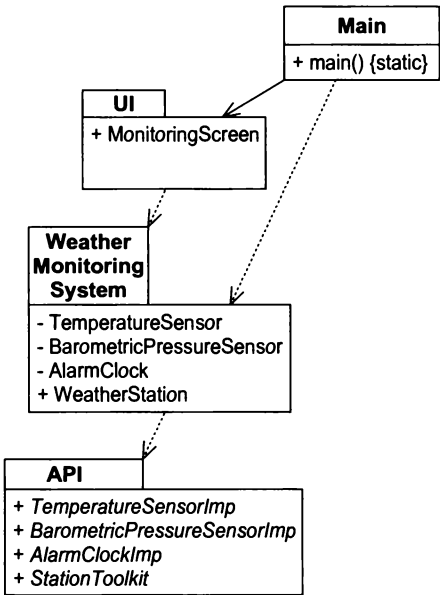 Main
+ main() {static}
UI
+ MonitoringScreen
Weather
Monitoring
System
- TemperatureSensor
- BarometricPressureSensor
- AlarmClock
+ WeatherStation
API
+ TemperatureSensorImp
+ BarometricPressureSensorImp
+ AlarmClockImp
+ StationToolkit